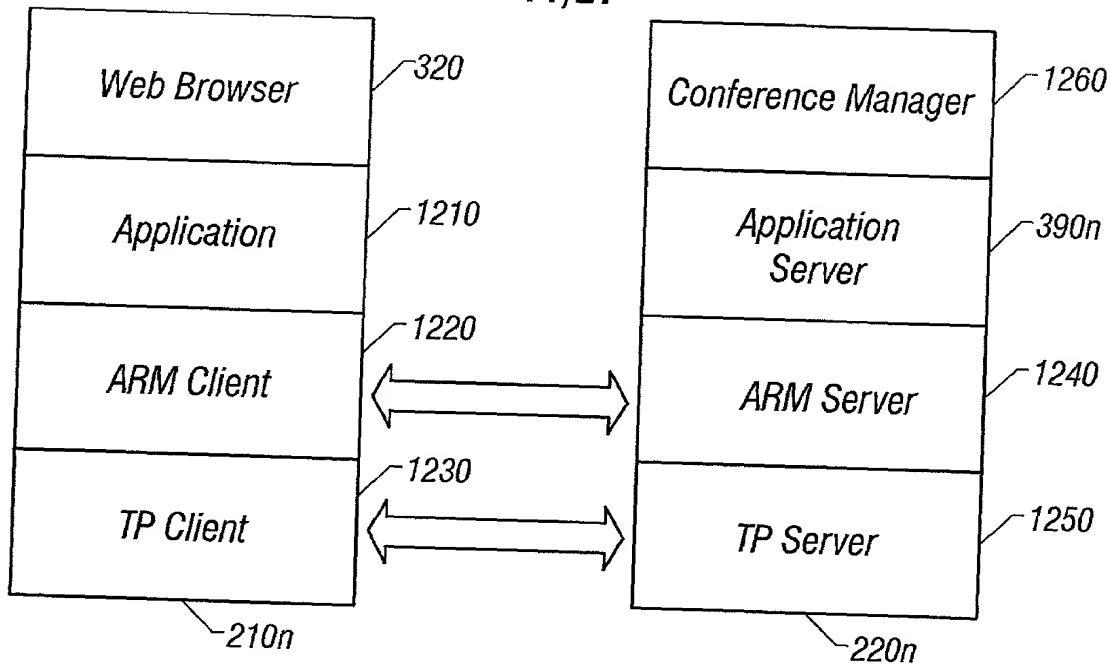 Web Browser
320
Application
1210
ARM Client
1220
TP Client
1230
210n
Conference Manager
1260
Application
Server
390n
ARM Server
1240
TP Server
1250
220n